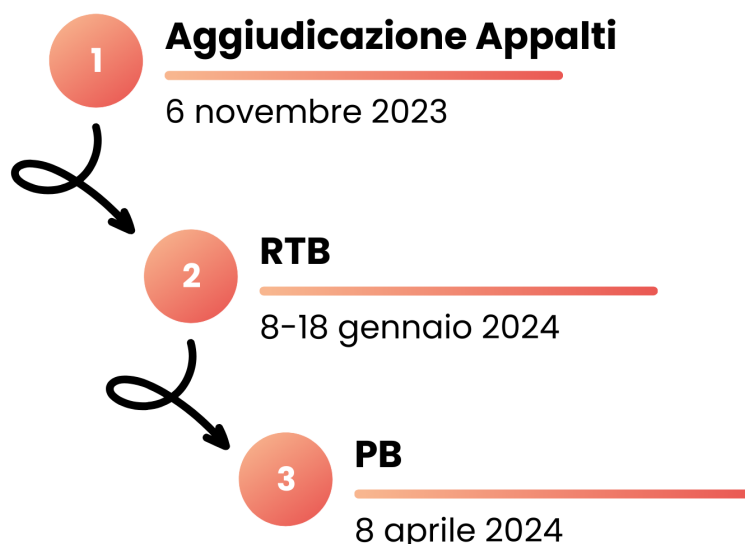 1
Aggiudicazione Appalti
6 novembre 2023
2
RTB
8-18 gennaio 2024
3
PB
8 aprile 2024